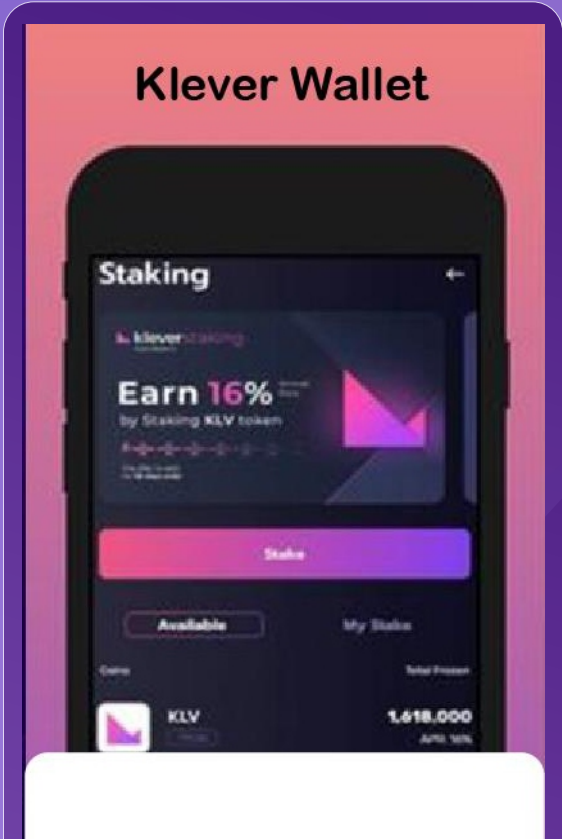 Klever Wallet
Staking
kleverstaking
Earn 16%
by Staking KLV token
Stake
Available
My Stake
Coins
Total Frozen
KLV
1,618,000
APR: 16%